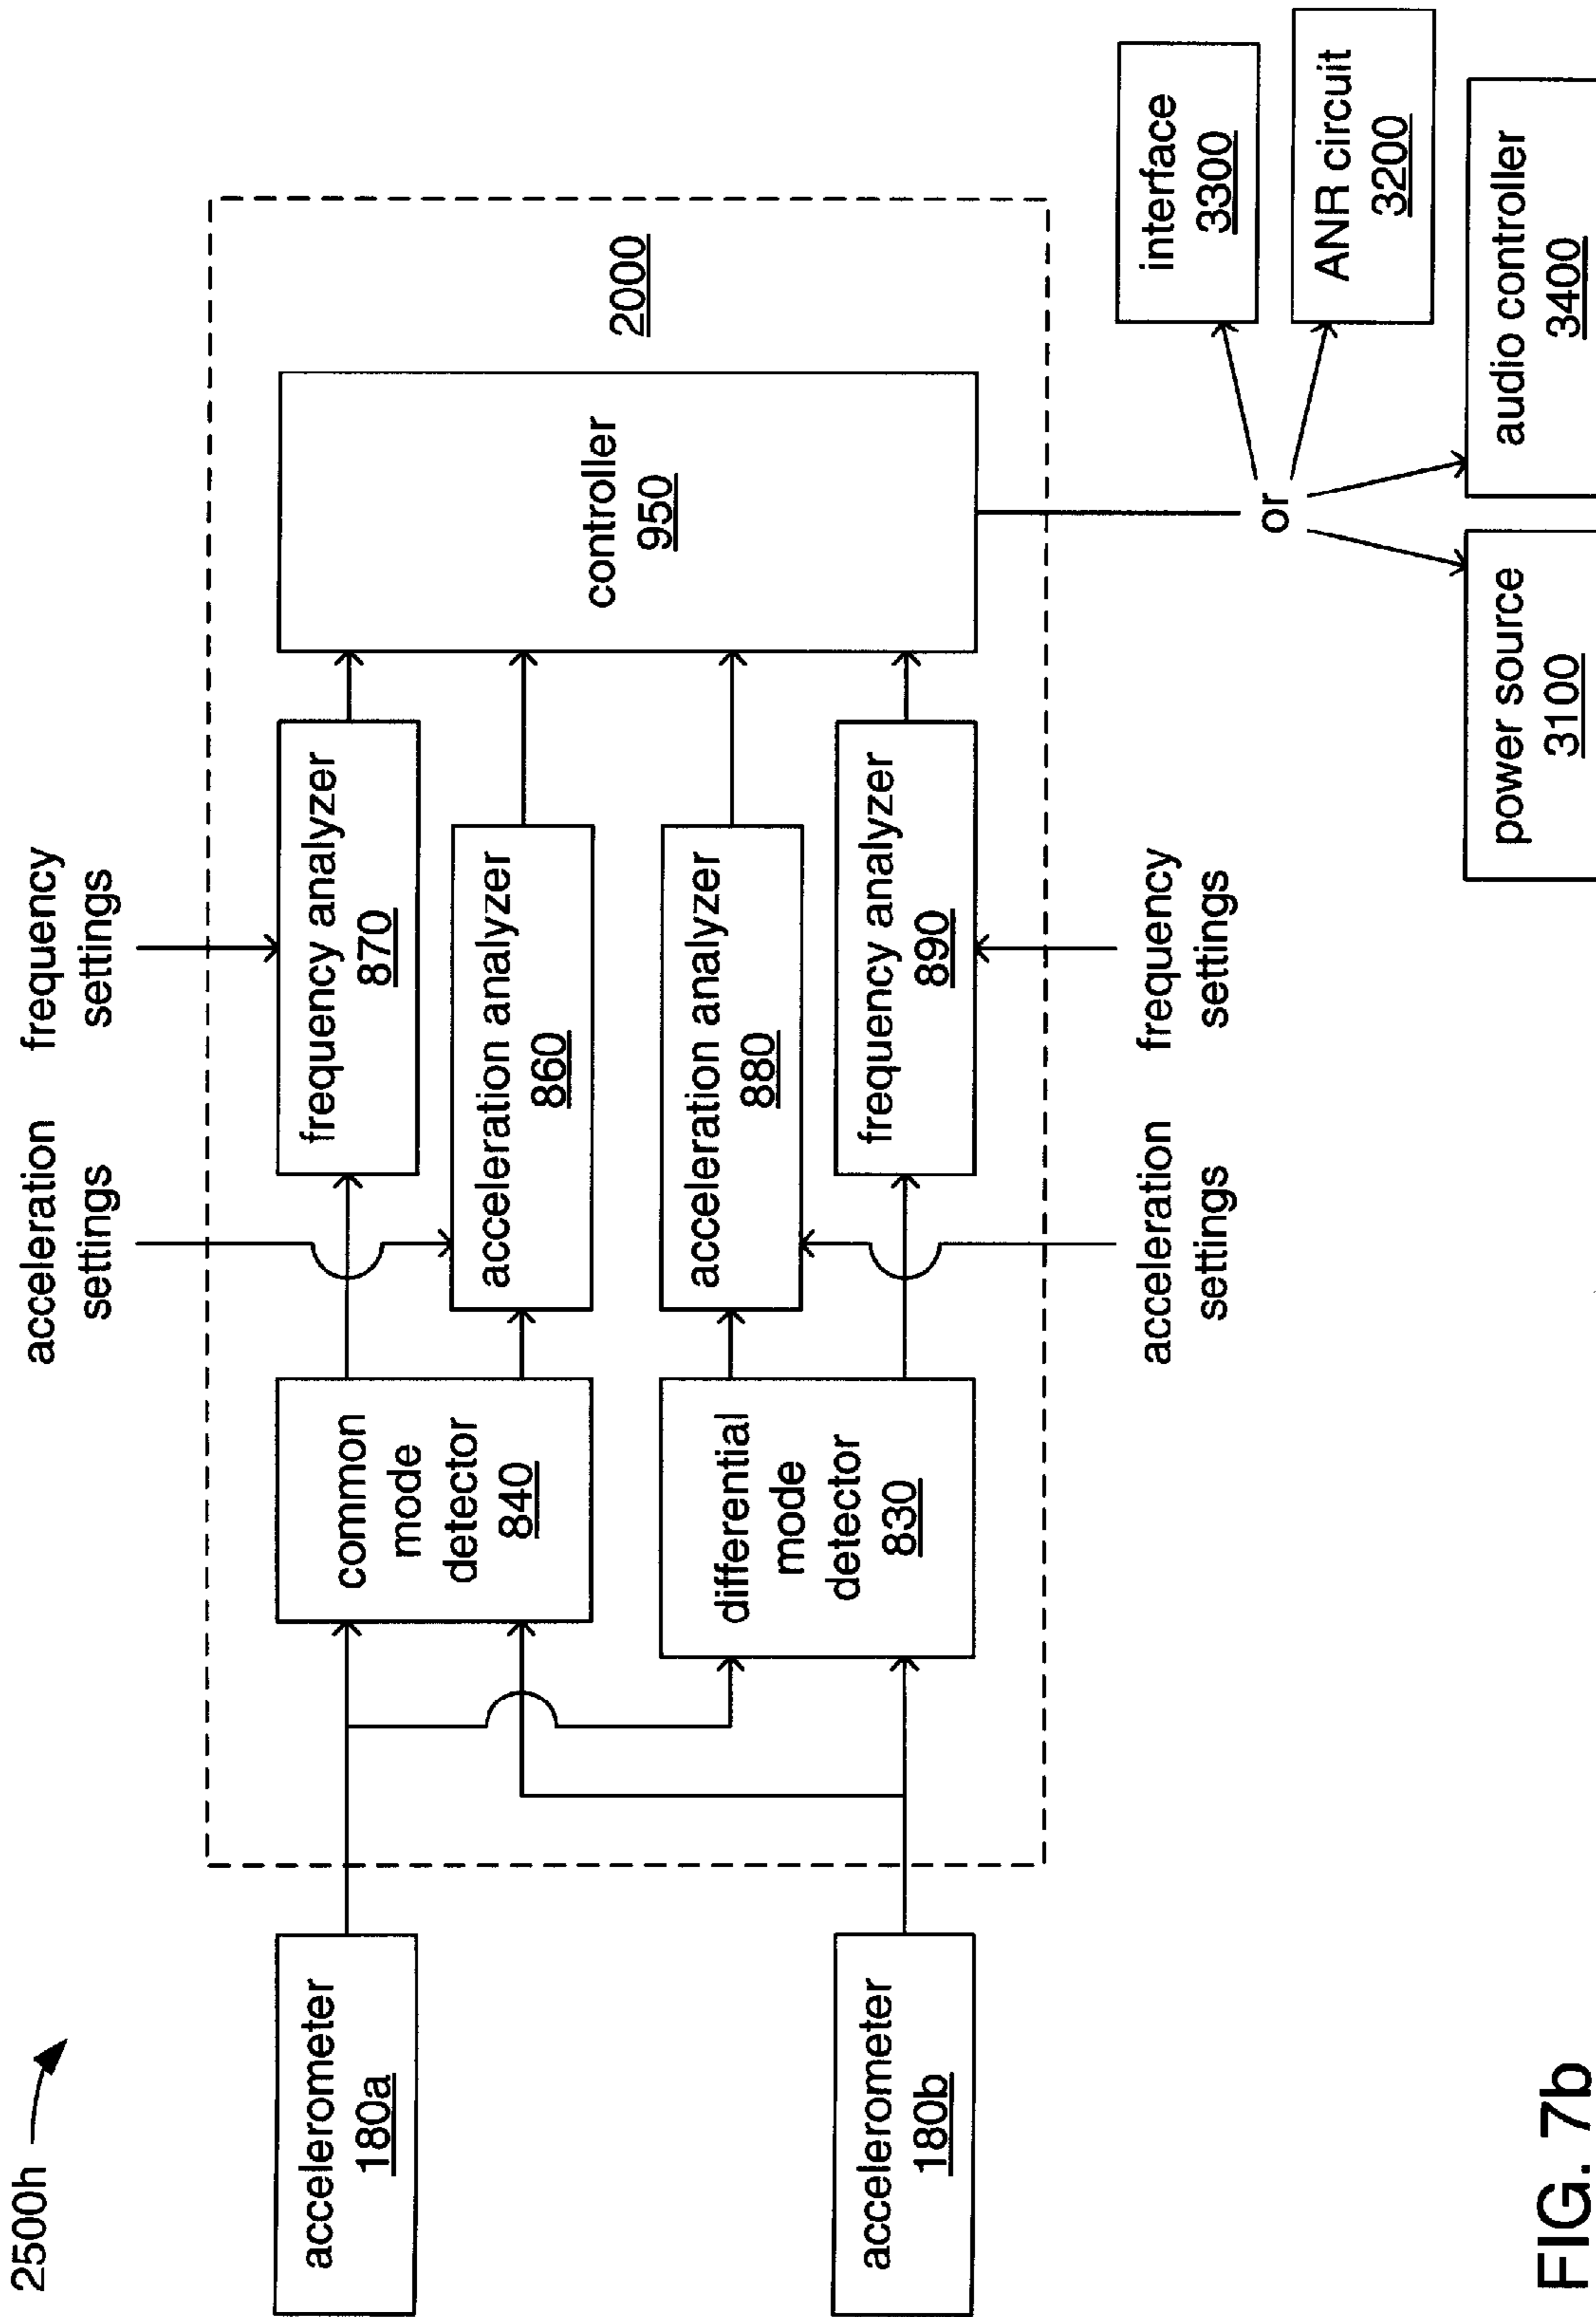 2500h
acceleration
settings
frequency
settings
accelerometer
180a
common
mode
detector
840
frequency analyzer
870
acceleration analyzer
860
controller
950
2000
accelerometer
180b
differential
mode
detector
830
acceleration analyzer
880
frequency analyzer
890
acceleration
settings
frequency
settings
or
interface
3300
ANR circuit
3200
power source
3100
audio controller
3400
FIG. 7b